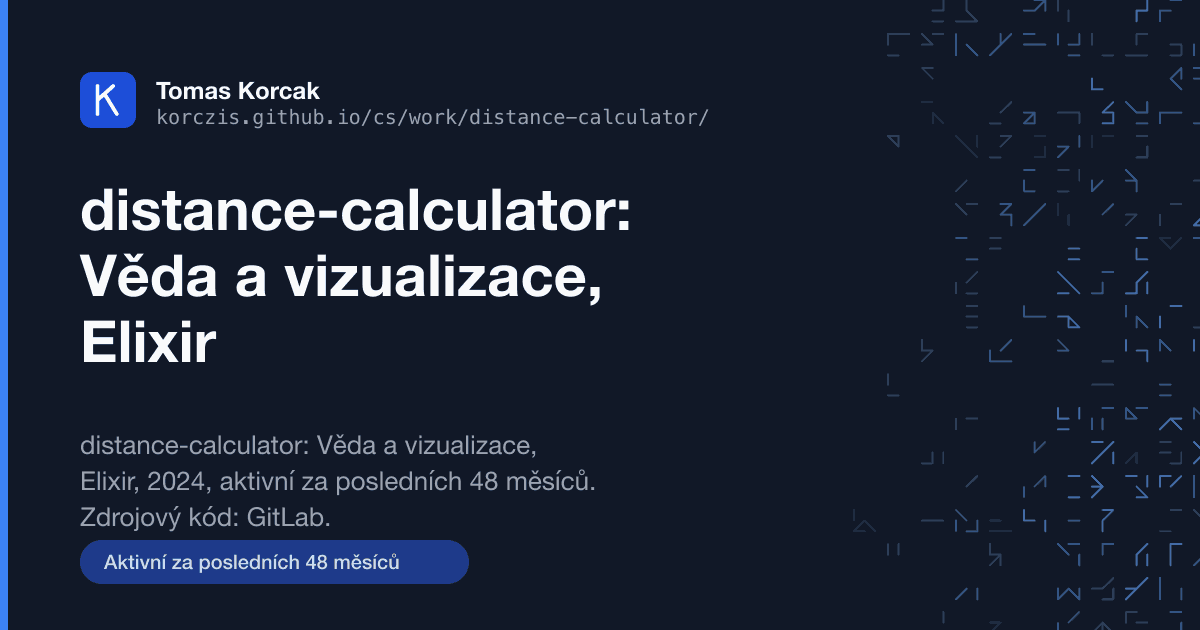 K
Tomas Korcak
korczis.github.io/cs/work/distance-calculator/
distance-calculator:
Věda a vizualizace,
Elixir
distance-calculator: Věda a vizualizace,
Elixir, 2024, aktivní za posledních 48 měsíců.
Zdrojový kód: GitLab.
Aktivní za posledních 48 měsíců